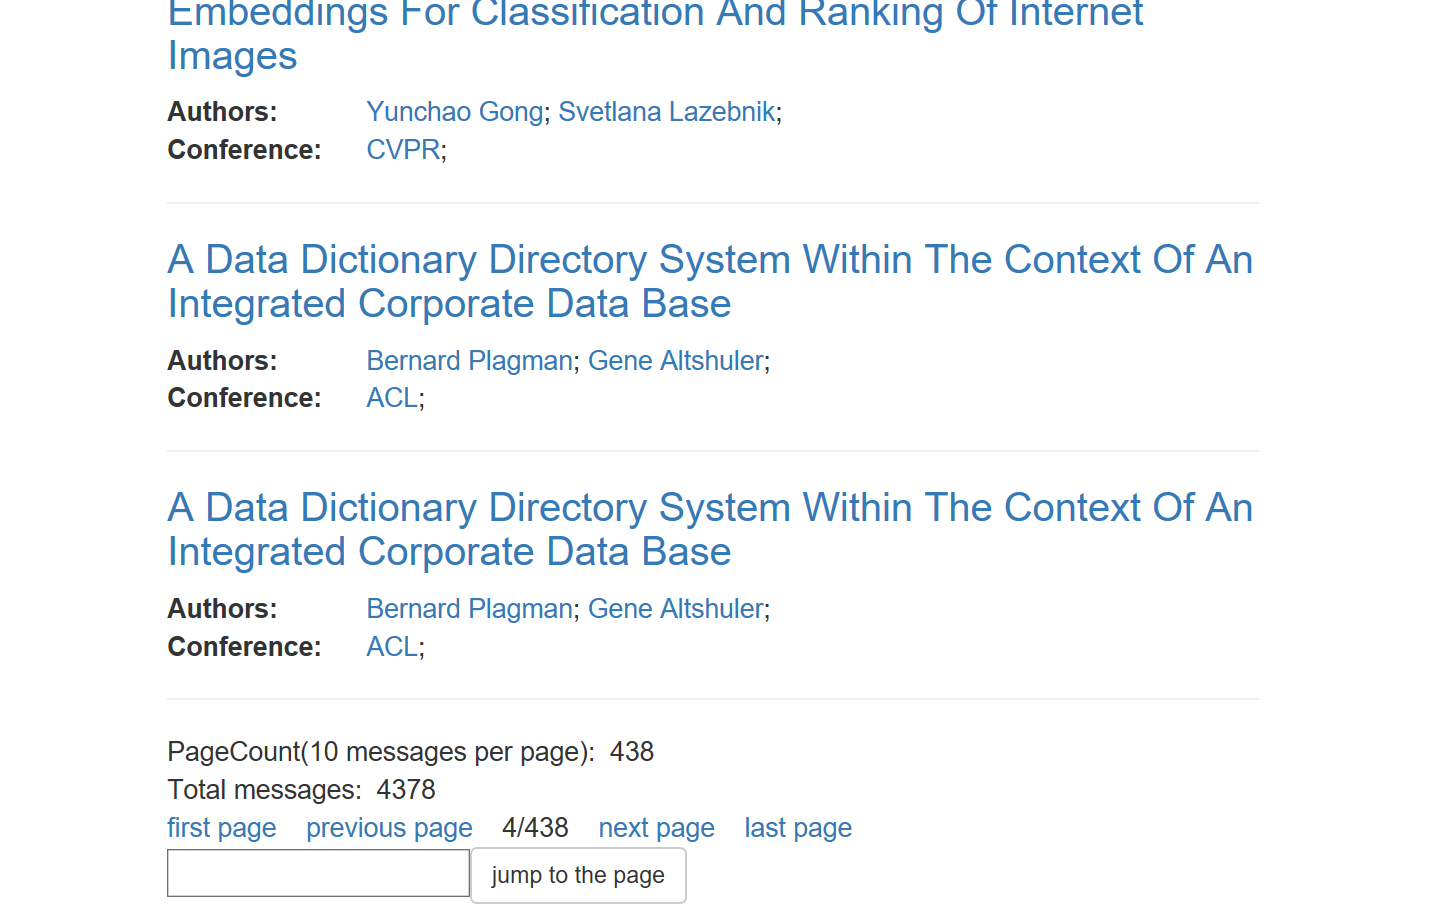 Embeddings For Classification And Ranking Of Internet
Images
Authors: Yunchao Gong; Svetlana Lazebnik;
Conference: CVPR;
A Data Dictionary Directory System Within The Context Of An
Integrated Corporate Data Base
Authors: Bernard Plagman; Gene Altshuler;
Conference: ACL;
A Data Dictionary Directory System Within The Context Of An
Integrated Corporate Data Base
Authors: Bernard Plagman; Gene Altshuler;
Conference: ACL;
PageCount(10 messages per page): 438
Total messages: 4378
first page previous page 4/438 next page last page
jump to the page